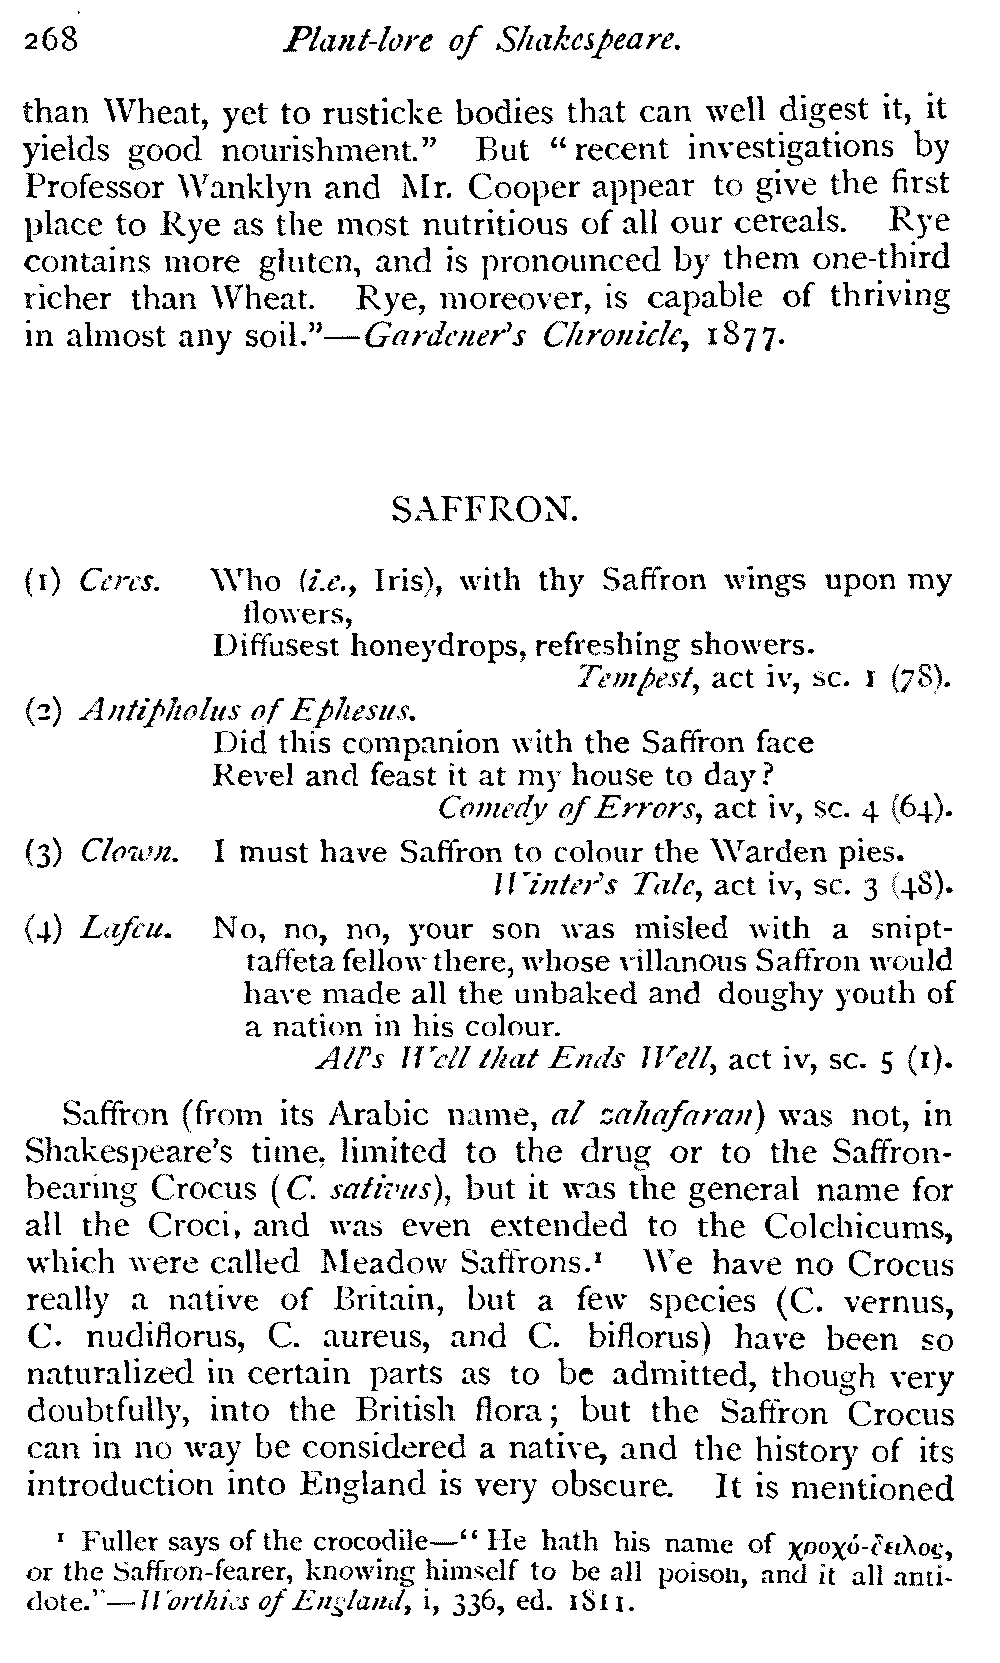 268 Plant-lore of Shakespeare.
than Wheat, yet to rusticke bodies that can well digest it, it
yields good nourishment." But "recent investigations by
Professor Wanklyn and Mr. Cooper appear to give the first
place to Rye as the most nutritious of all our cereals. Rye
contains more gluten, and is pronounced by them one-third
richer than Wheat. Rye, moreover, is capable of thriving
in almost any soil."—Gardener's Chronicle, 1877.
SAFFRON.
(1) Ceres. Who (i.e., Iris), with thy Saffron wings upon my
flowers,
Diffusest honeydrops, refreshing showers.
Tempest, act iv, sc. 1 (78).
(2) Antipholus of Ephesus.
Did this companion with the Saffron face
Revel and feast it at my house to day?
Comedy of Errors, act iv, sc. 4 (64).
(3) Clown. I must have Saffron to colour the Warden pies.
Winter's Tale, act iv, sc. 3 (48).
(4) Lafeu. No, no, no, your son was misled with a snipt-
taffeta fellow there, whose villanous Saffron would
have made all the unbaked and doughy youth of
a nation in his colour.
All's Well that Ends Well, act iv, sc. 5 (1).
Saffron (from its Arabic name, al zahafaran) was not, in
Shakespeare's time, limited to the drug or to the Saffron-
bearing Crocus (C. sativus), but it was the general name for
all the Croci, and was even extended to the Colchicums,
which were called Meadow Saffrons.¹ We have no Crocus
really a native of Britain, but a few species (C. vernus,
C. nudiflorus, C. aureus, and C. biflorus) have been so
naturalized in certain parts as to be admitted, though very
doubtfully, into the British flora; but the Saffron Crocus
can in no way be considered a native, and the history of its
introduction into England is very obscure. It is mentioned
¹ Fuller says of the crocodile—"He hath his name of χροχό-δειλος,
or the Saffron-fearer, knowing himself to be all poison, and it all anti-
dote."—Worthies of England, i, 336, ed. 1811.